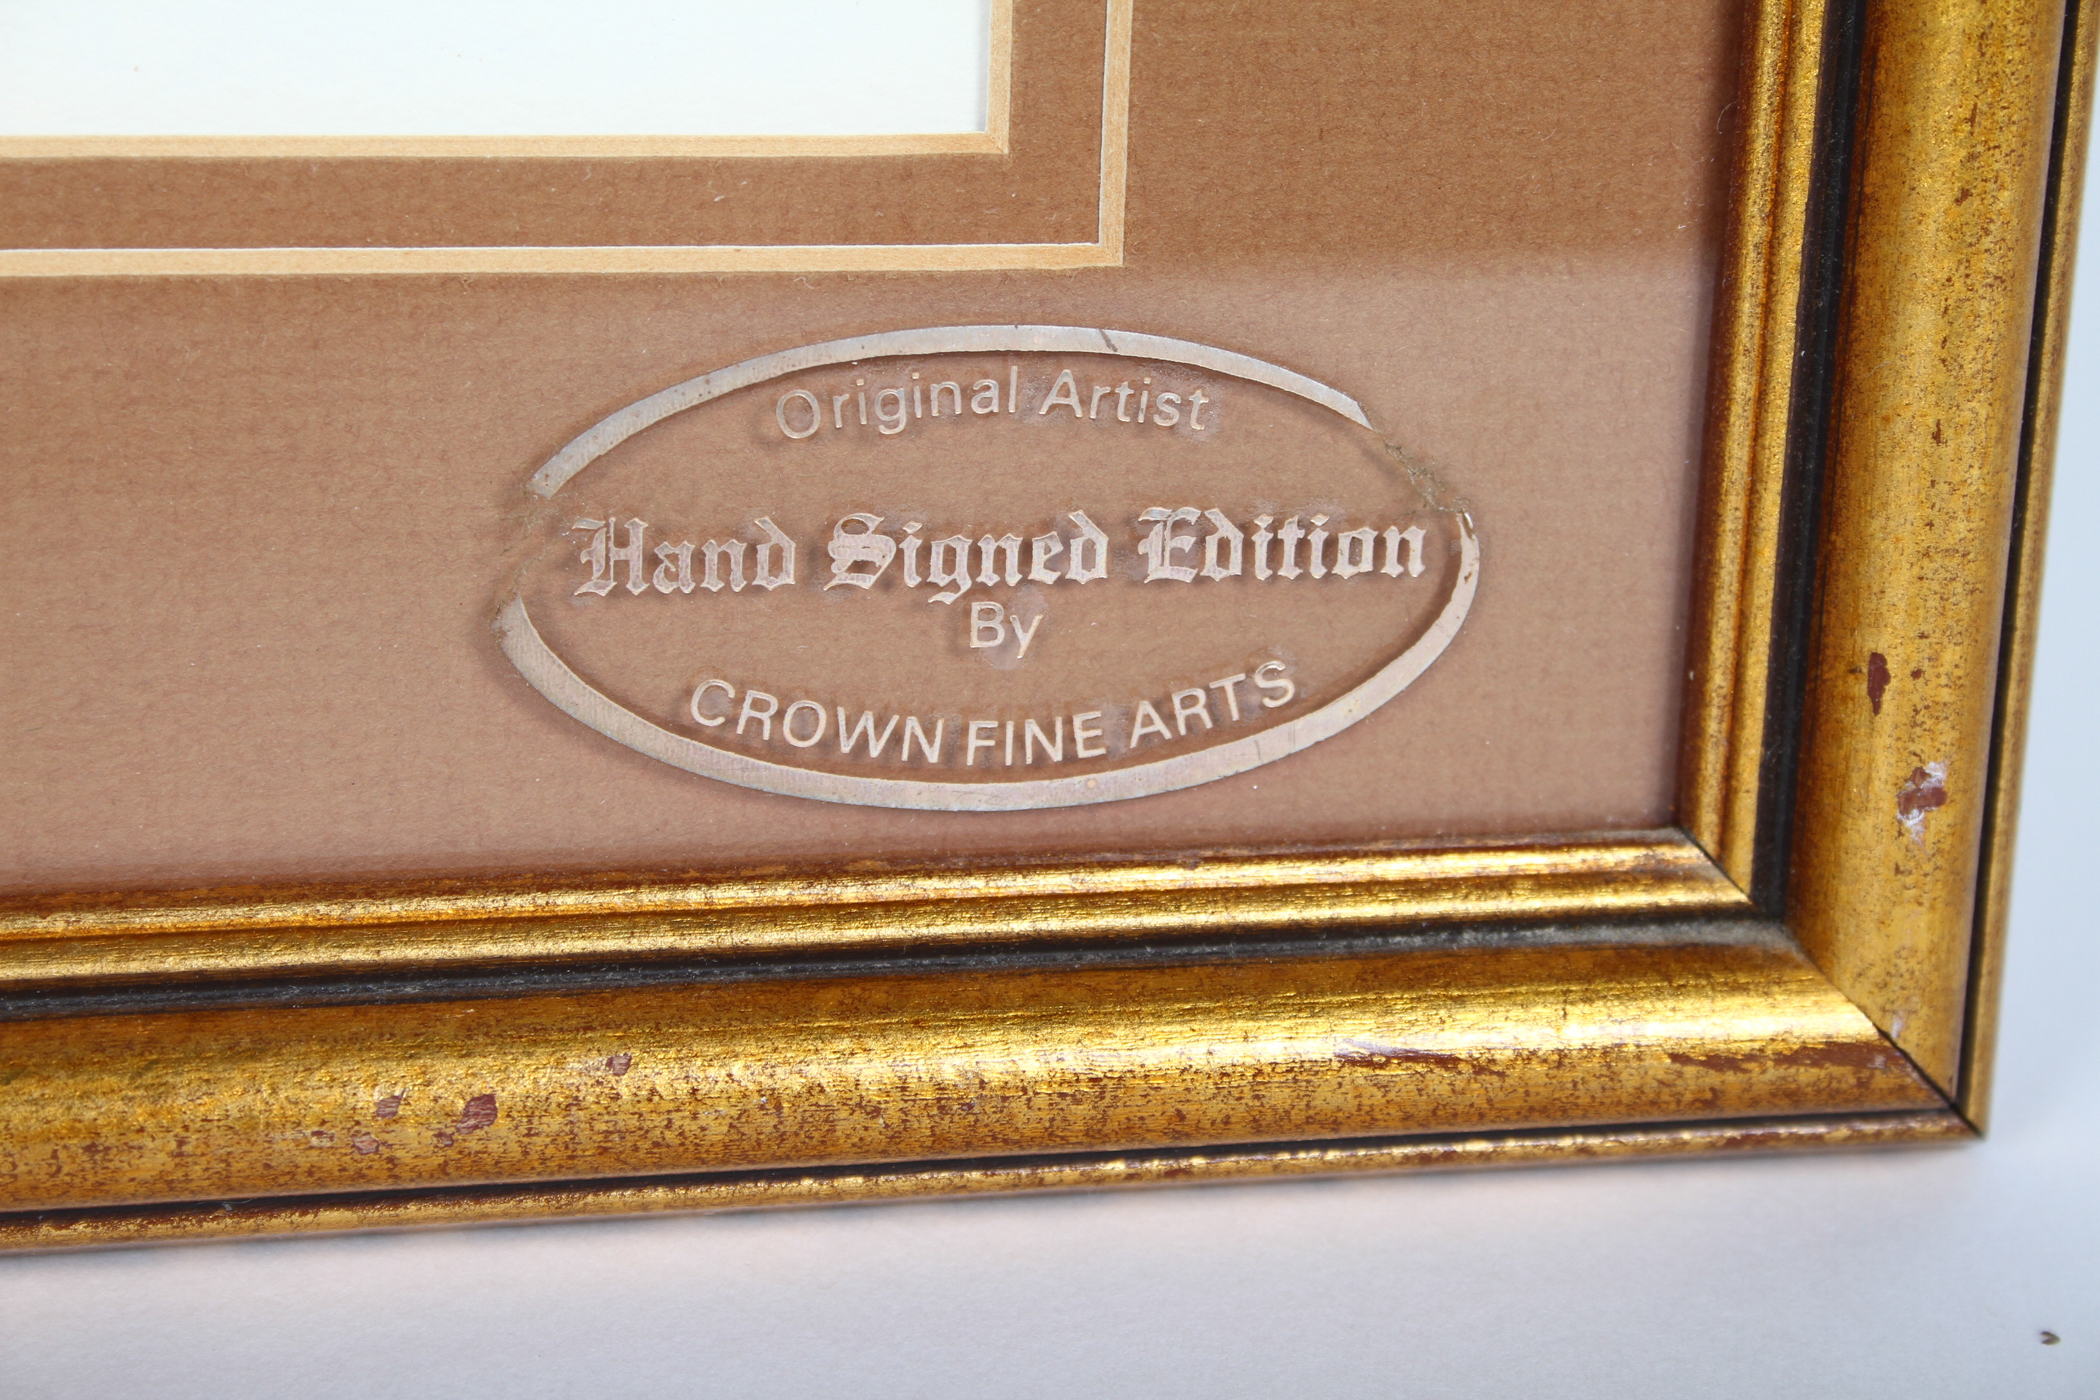 Original Artist
Hand Signed Edition
By
CROWN FINE ARTS